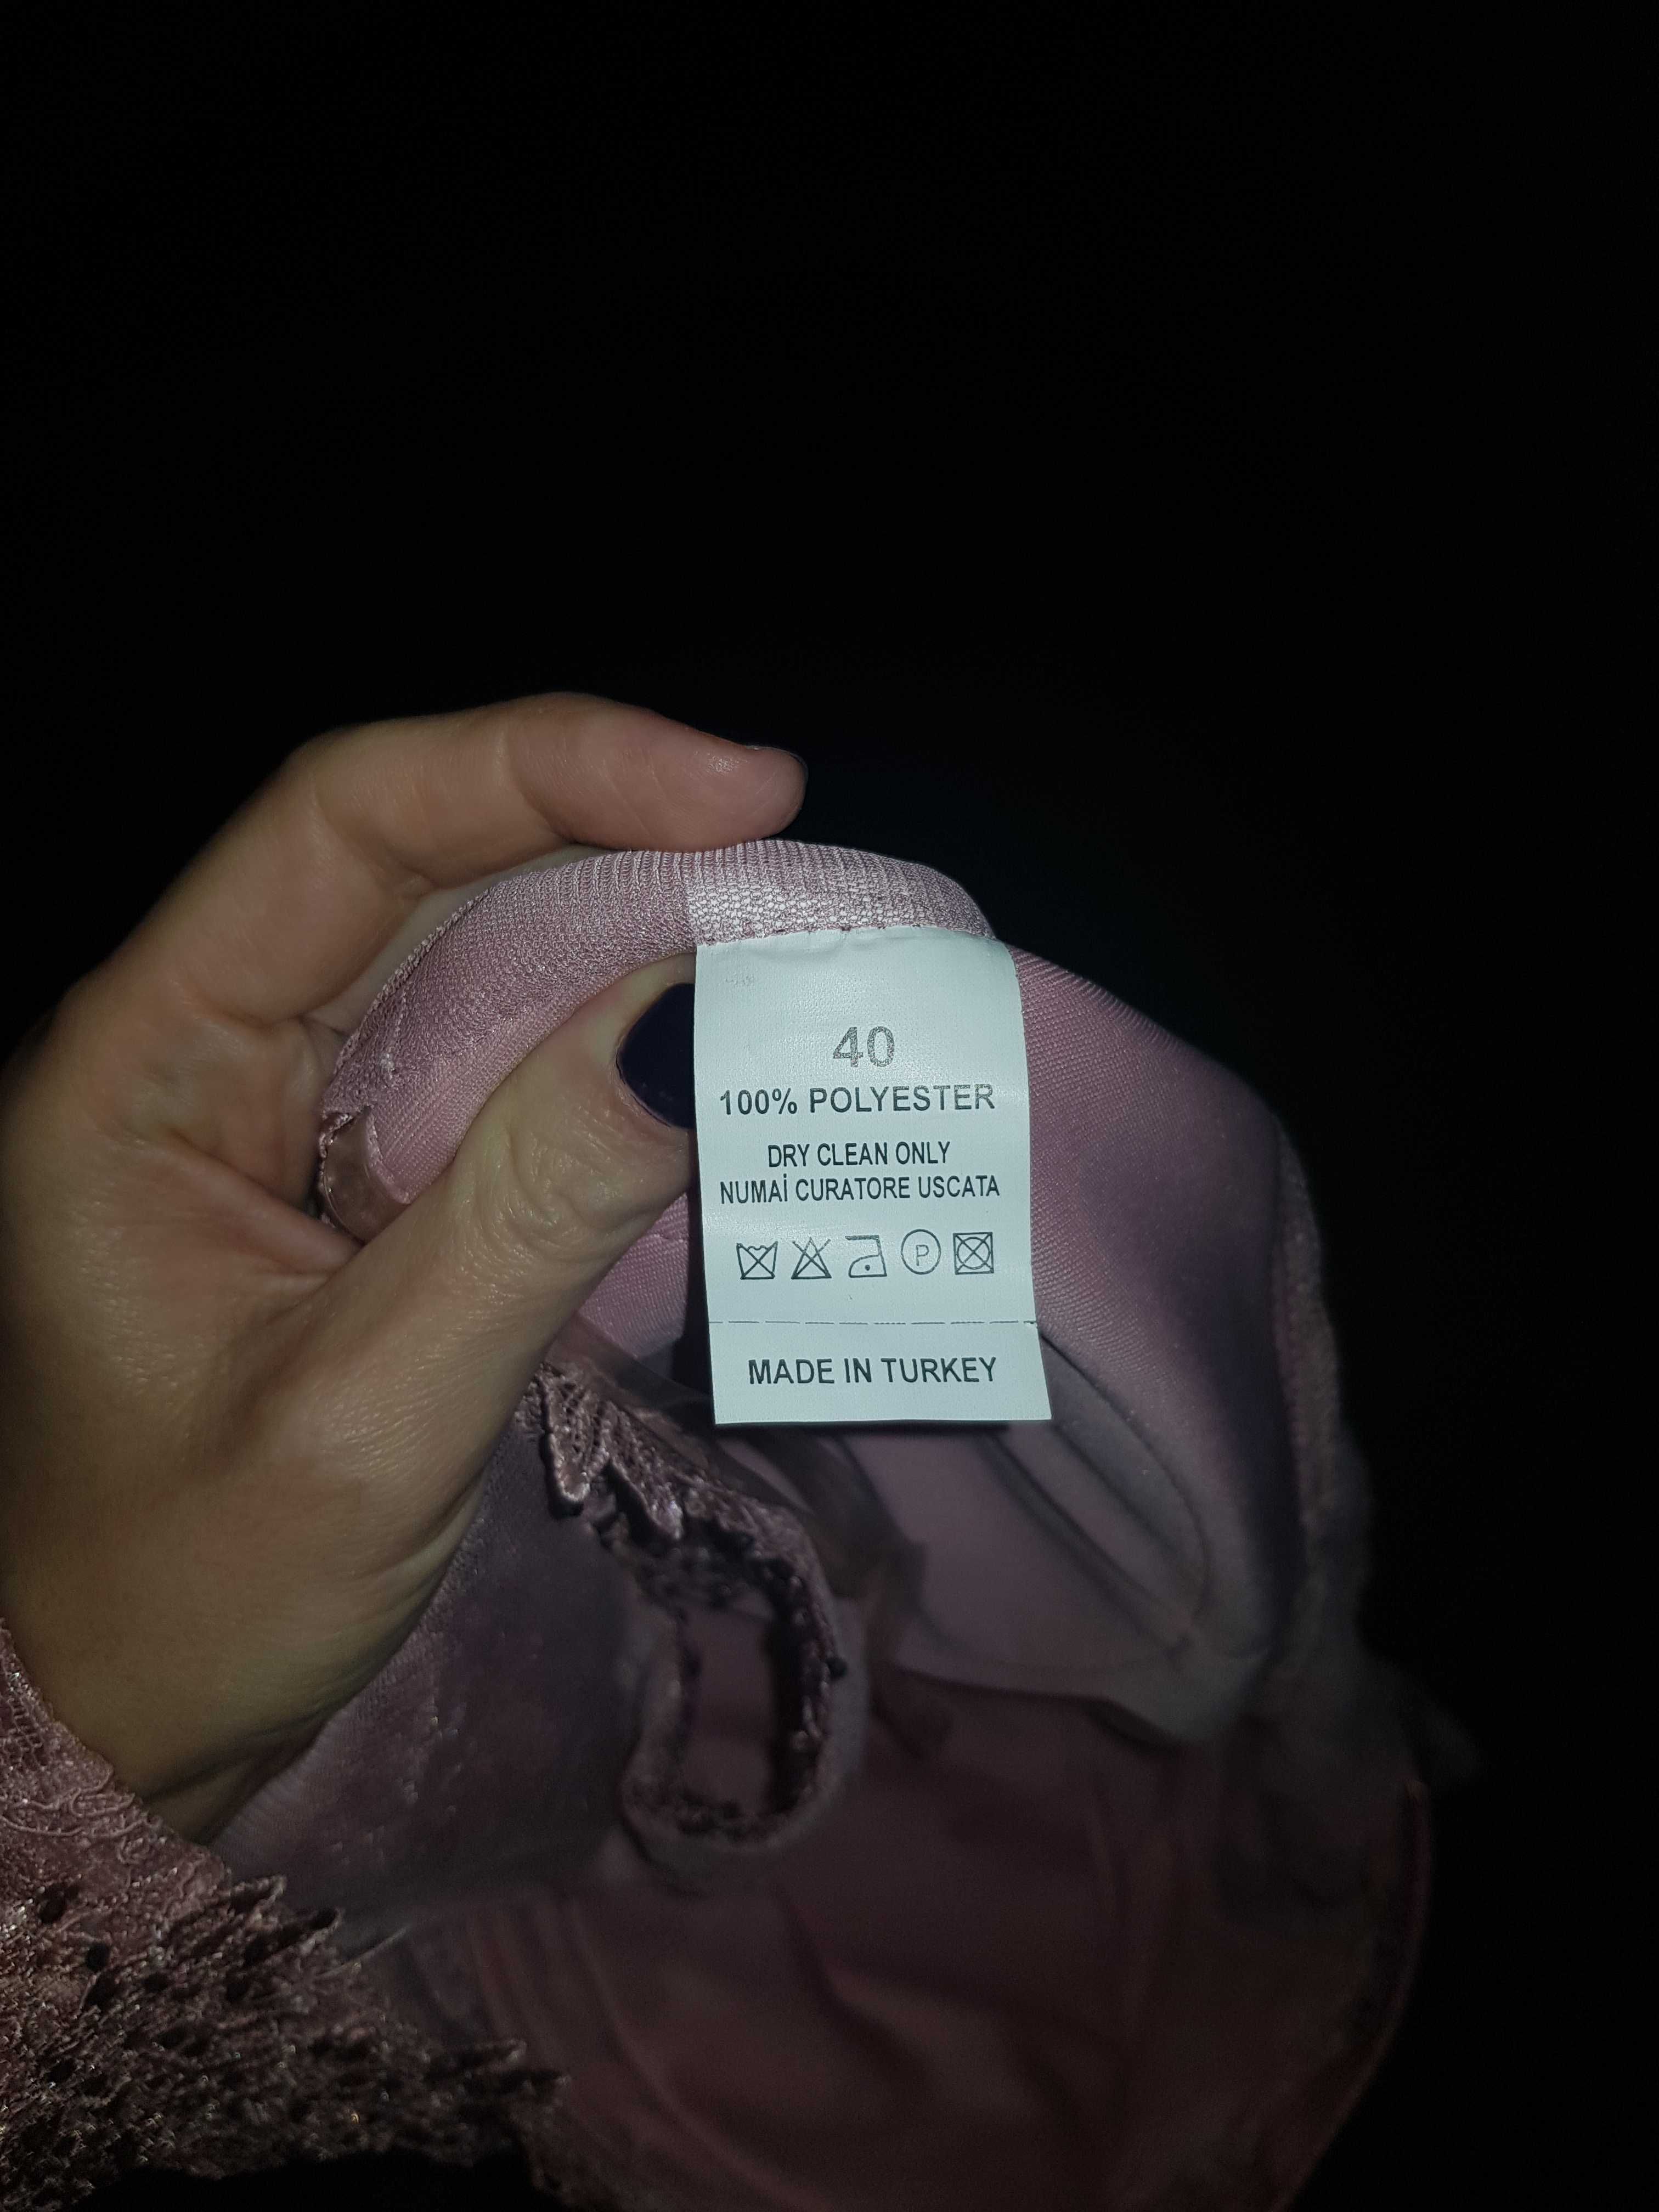 40
100% POLYESTER
DRY CLEAN ONLY
NUMAİ CURATORE USCATA
P
MADE IN TURKEY